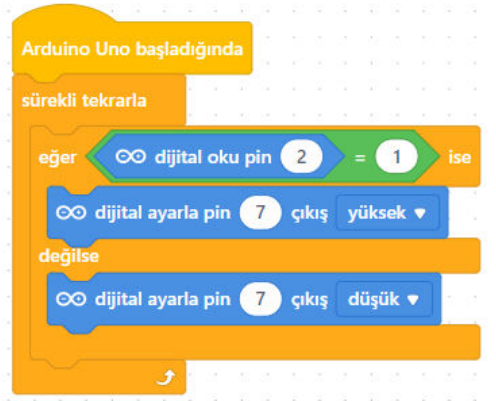 Arduino Uno başladığında
sürekli tekrarla
eğer dijital oku pin 2 = 1 ise
dijital ayarla pin 7 çıkış yüksek
değilse
dijital ayarla pin 7 çıkış düşük